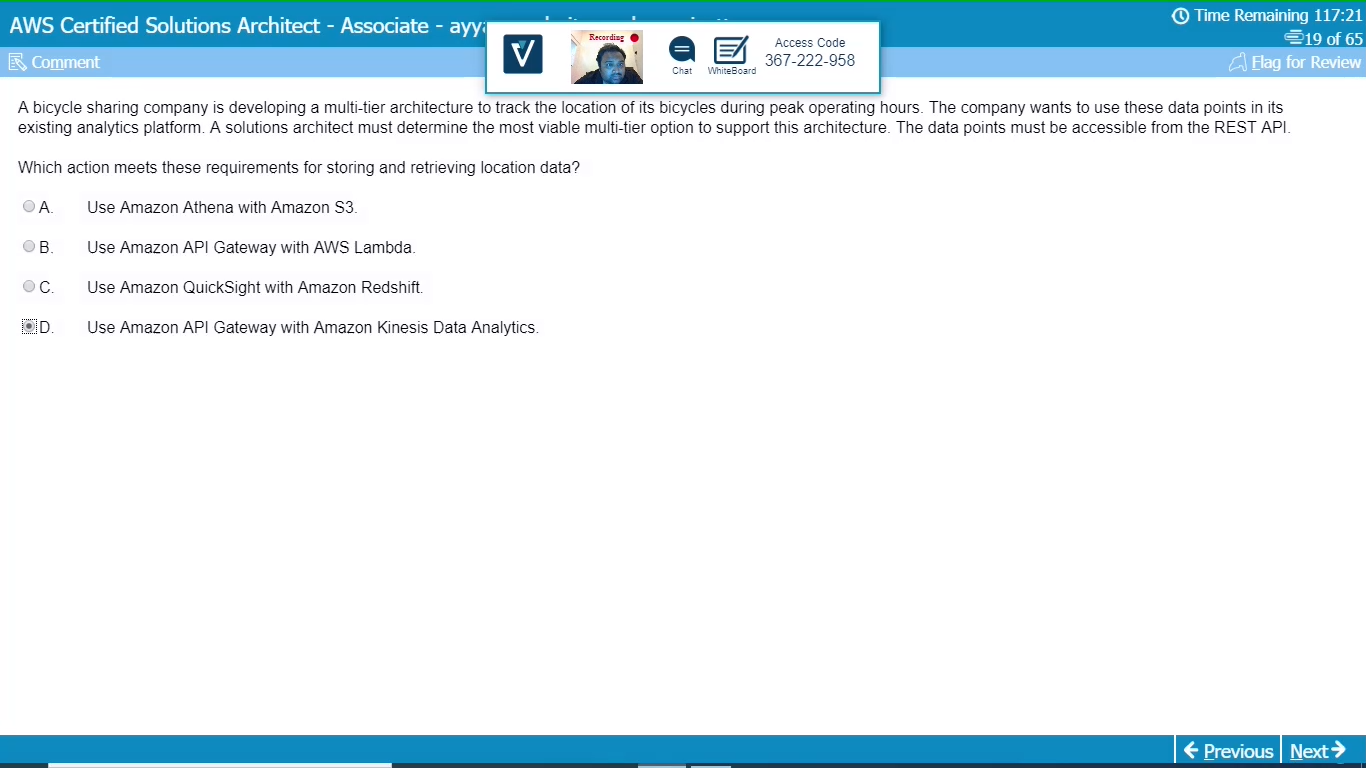 AWS Certified Solutions Architect - Associate -
Time Remaining 117:21
19 of 65
Comment
Flag for Review
Recording
Chat
WhiteBoard
Access Code
367-222-958
A bicycle sharing company is developing a multi-tier architecture to track the location of its bicycles during peak operating hours. The company wants to use these data points in its
existing analytics platform. A solutions architect must determine the most viable multi-tier option to support this architecture. The data points must be accessible from the REST API.
Which action meets these requirements for storing and retrieving location data?
A. Use Amazon Athena with Amazon S3.
B. Use Amazon API Gateway with AWS Lambda.
C. Use Amazon QuickSight with Amazon Redshift.
D. Use Amazon API Gateway with Amazon Kinesis Data Analytics.
Previous
Next